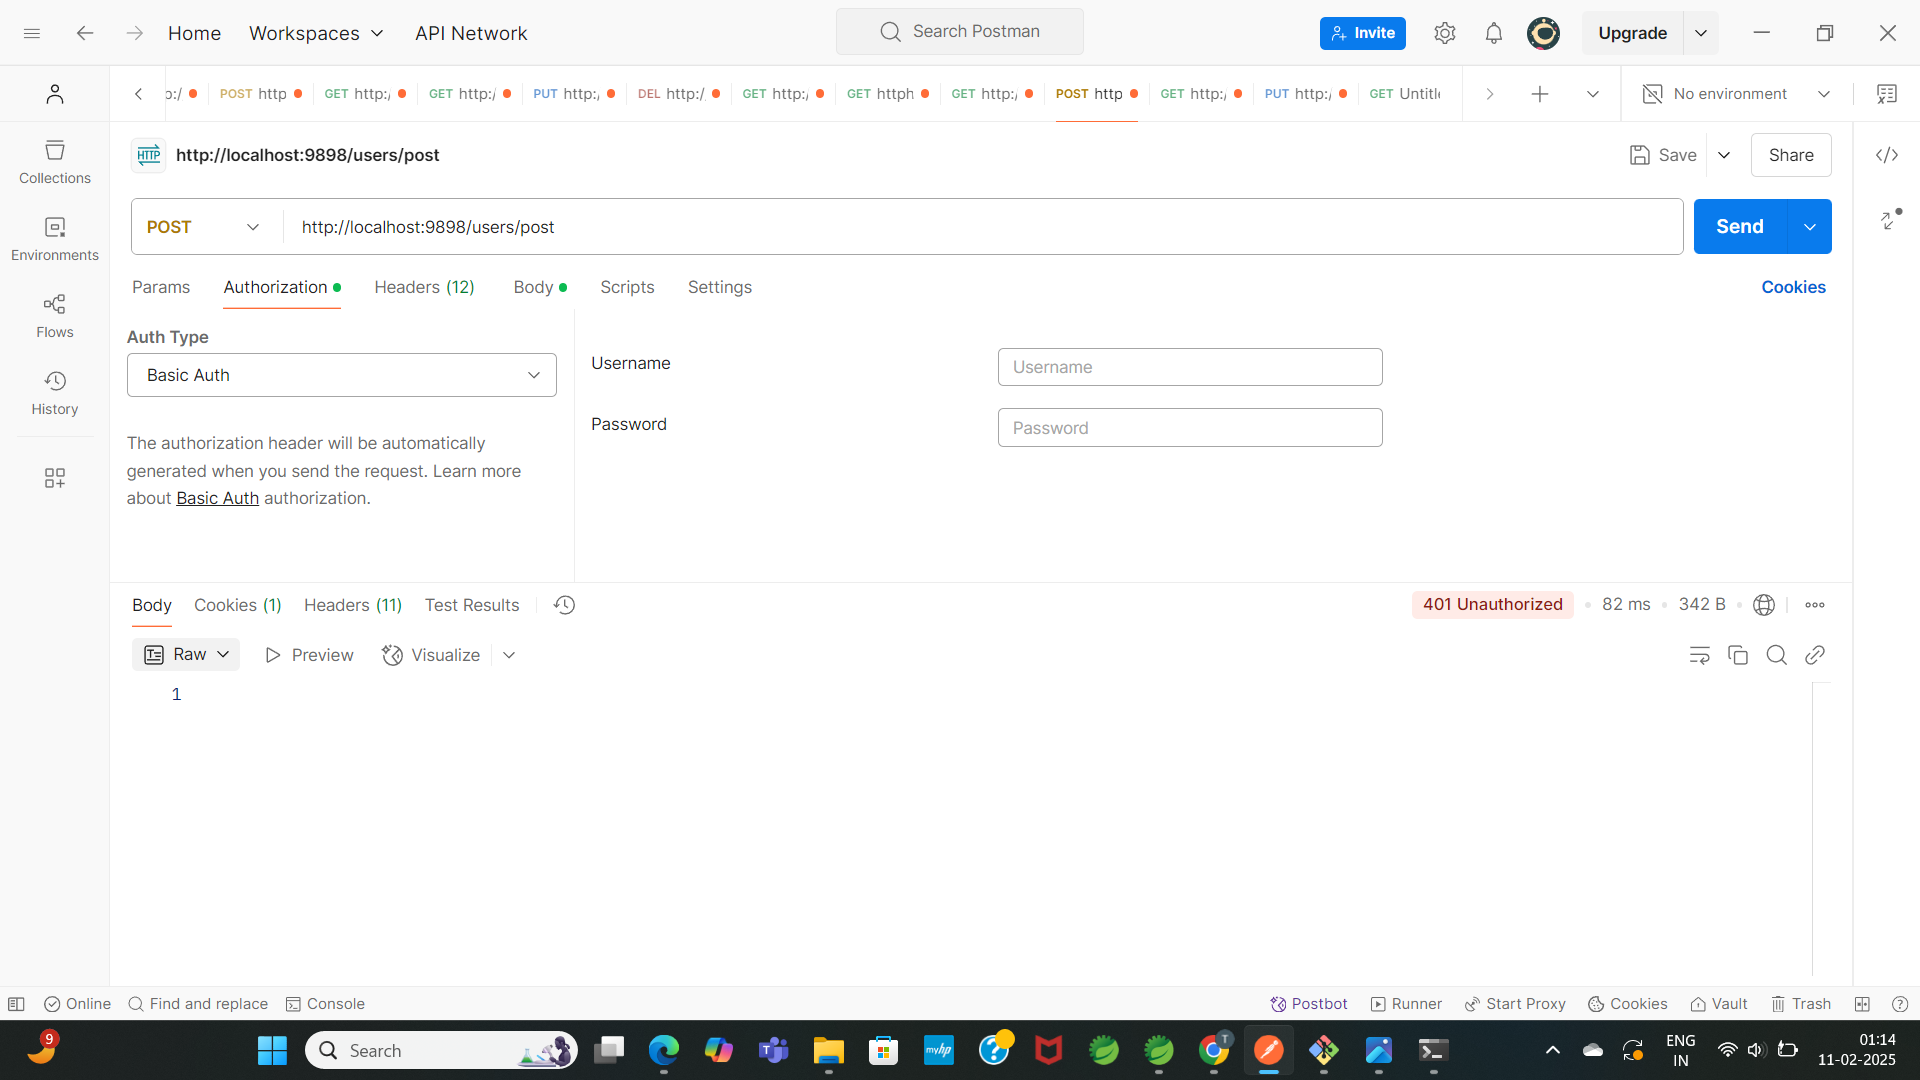 Home Workspaces API Network Search Postman Invite Upgrade
POST http GET http:/ GET http:/ PUT http:/ DEL http:/ GET http:/ GET httph GET http:/ POST http GET http:/ PUT http:/ GET Untitle No environment
HTTP http://localhost:9898/users/post Save Share
Collections
Environments
Flows
History
POST http://localhost:9898/users/post Send
Params Authorization Headers (12) Body Scripts Settings Cookies
Auth Type
Basic Auth
The authorization header will be automatically
generated when you send the request. Learn more
about Basic Auth authorization.
Username Username
Password Password
Body Cookies (1) Headers (11) Test Results 401 Unauthorized 82 ms 342 B
Raw Preview Visualize
1
Online Find and replace Console Postbot Runner Start Proxy Cookies Vault Trash
9 Search myhp T ENG 01:14
IN 11-02-2025